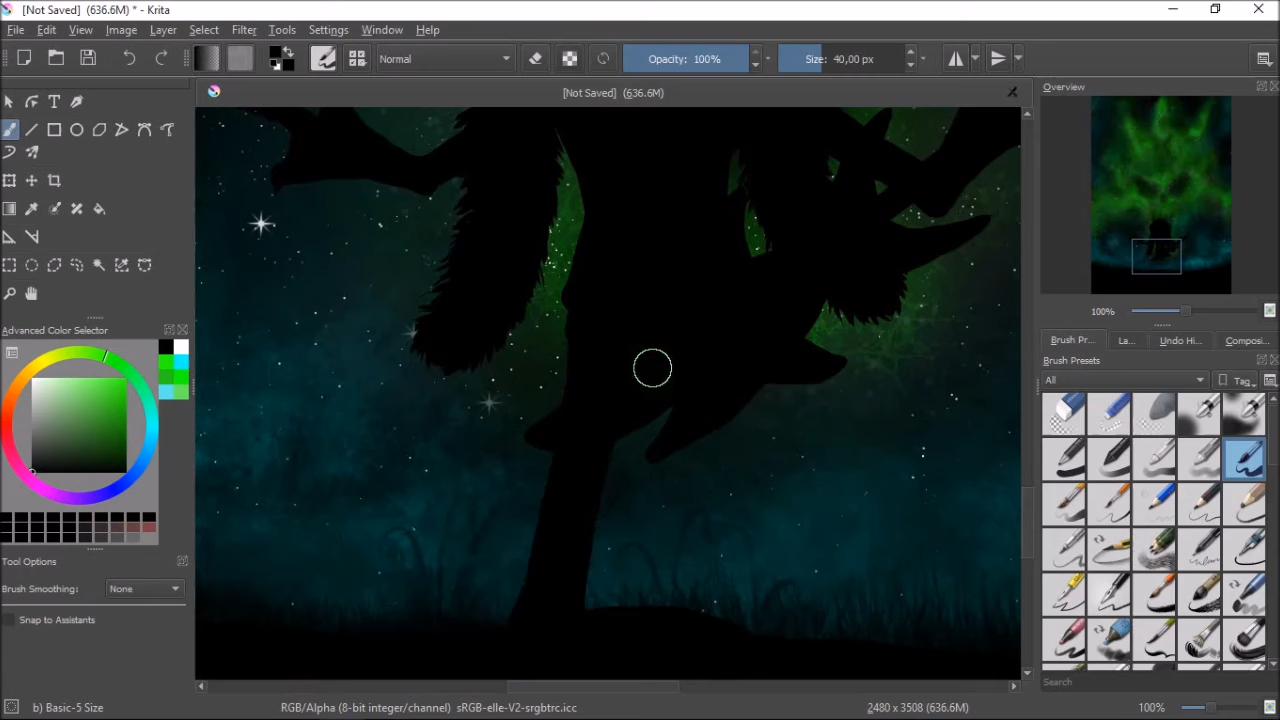 [Not Saved] (636.6M) * - Krita
File Edit View Image Layer Select Filter Tools Settings Window Help
Normal Opacity: 100% Size: 40,00 px
[Not Saved] (636.6M)
Overview
100%
Advanced Color Selector
Brush Pr... La... Undo Hi... Composi...
Brush Presets
All Tag
Tool Options
Brush Smoothing: None
Snap to Assistants
Search
b) Basic-5 Size RGB/Alpha (8-bit integer/channel) sRGB-elle-V2-srgbtrc.icc 2480 x 3508 (636.6M) 100%